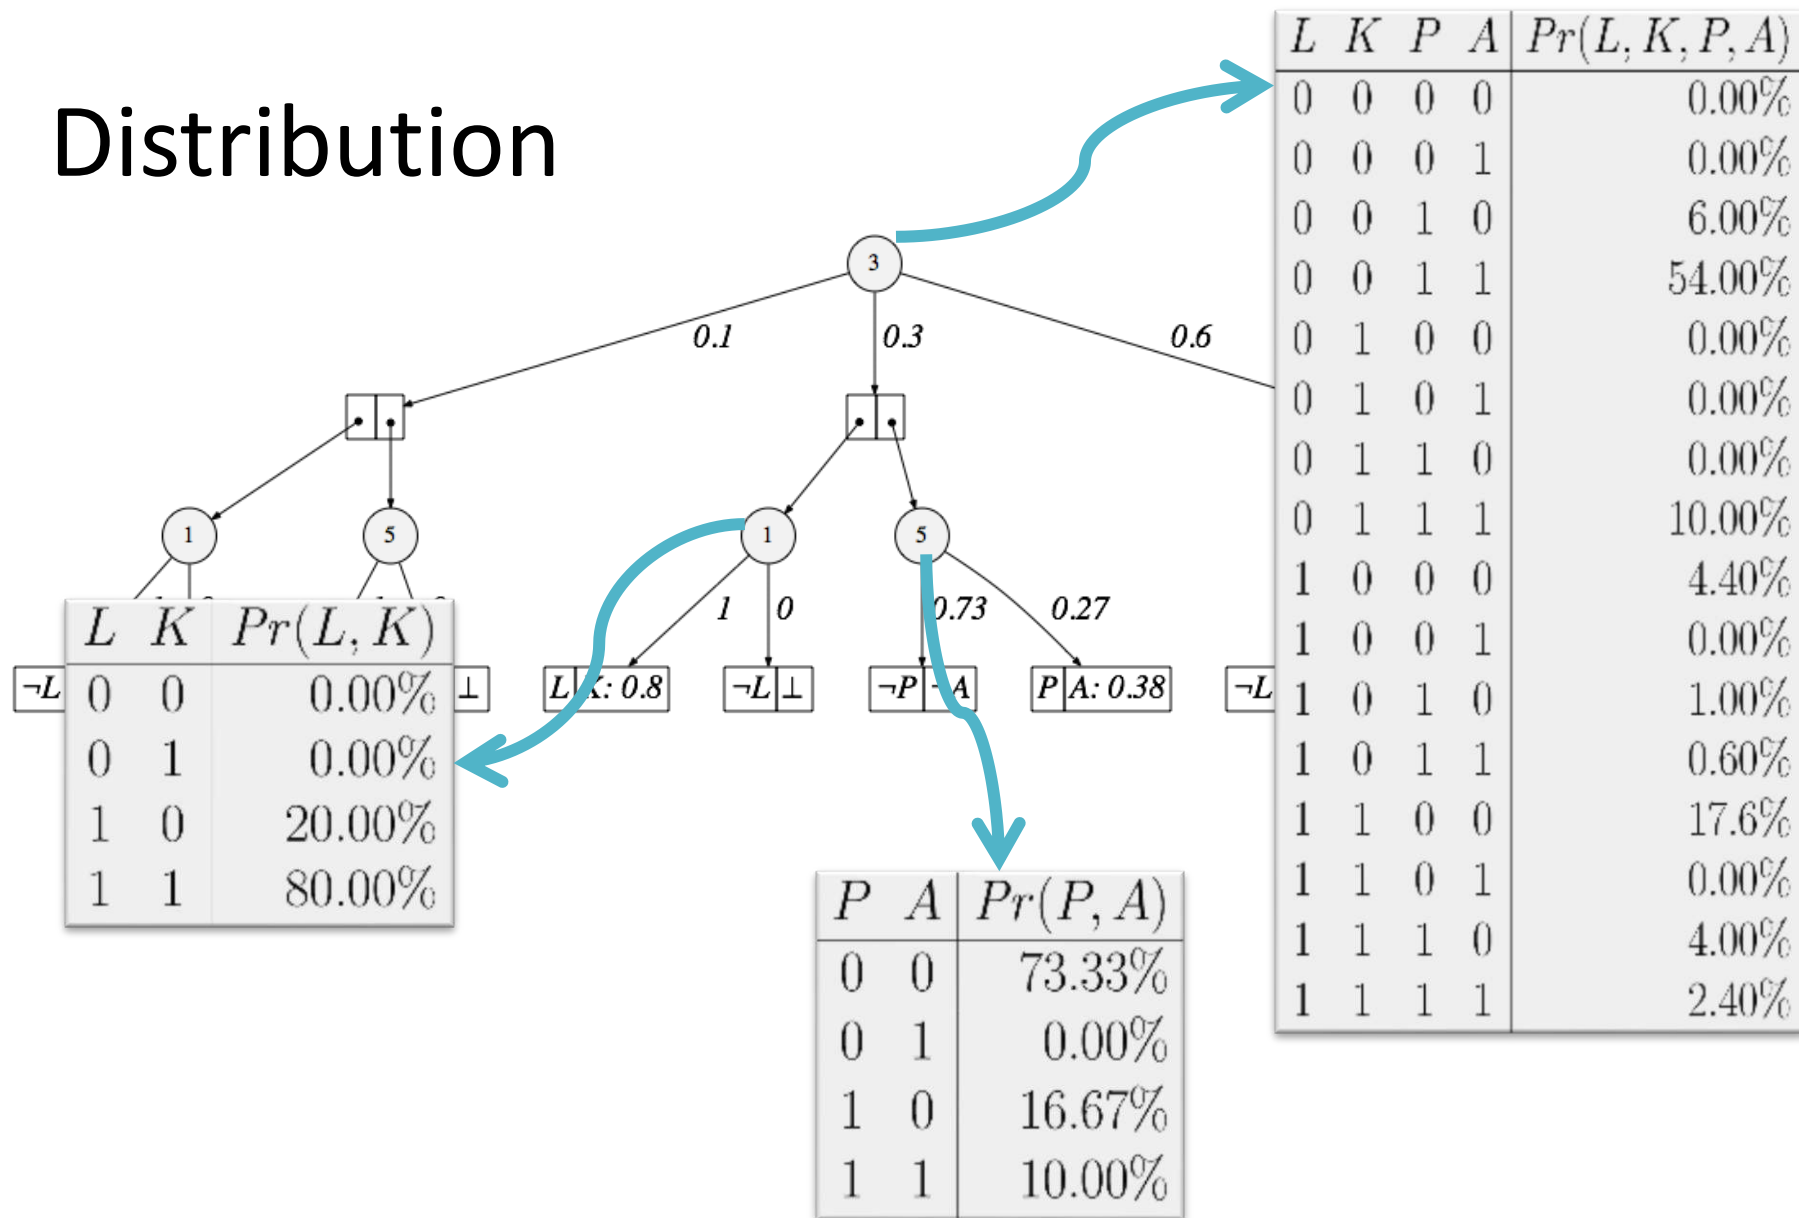 Distribution
3
0.1
0.3
0.6
1
5
1
5
1
0
0.73
0.27
¬L
⊥
L K: 0.8
¬L ⊥
¬P ¬A
P A: 0.38
¬L
L K Pr(L, K)
0 0 0.00%
0 1 0.00%
1 0 20.00%
1 1 80.00%
P A Pr(P, A)
0 0 73.33%
0 1 0.00%
1 0 16.67%
1 1 10.00%
L K P A Pr(L, K, P, A)
0 0 0 0 0.00%
0 0 0 1 0.00%
0 0 1 0 6.00%
0 0 1 1 54.00%
0 1 0 0 0.00%
0 1 0 1 0.00%
0 1 1 0 0.00%
0 1 1 1 10.00%
1 0 0 0 4.40%
1 0 0 1 0.00%
1 0 1 0 1.00%
1 0 1 1 0.60%
1 1 0 0 17.6%
1 1 0 1 0.00%
1 1 1 0 4.00%
1 1 1 1 2.40%